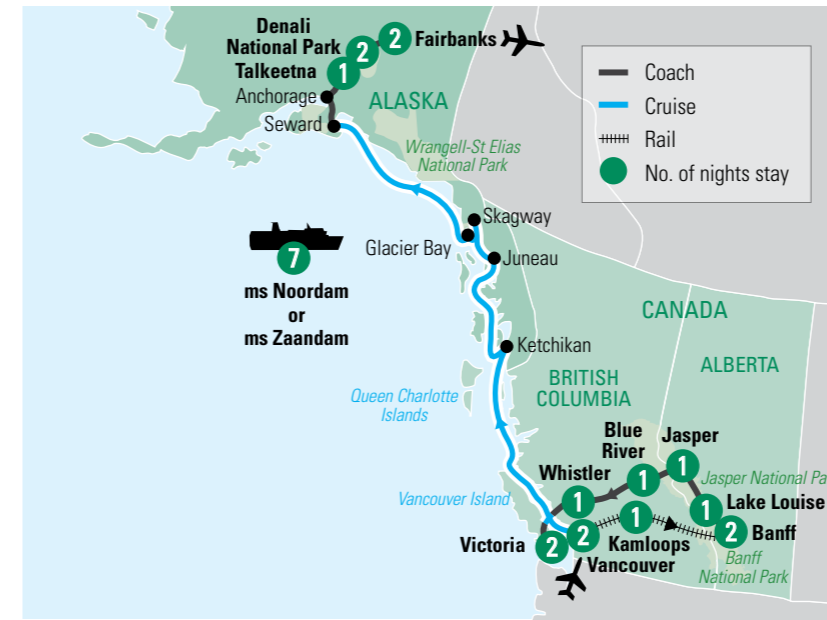 Denali
National Park
2
2
Fairbanks
Talkeetna
1
Anchorage
ALASKA
Seward
Wrangell-St Elias
National Park
Coach
Cruise
Rail
No. of nights stay
Skagway
Glacier Bay
Juneau
7
ms Noordam
or
ms Zaandam
CANADA
Ketchikan
ALBERTA
BRITISH
COLUMBIA
Queen Charlotte
Islands
Blue
River
Jasper
Whistler
1
1
1
Jasper National Pa
Vancouver Island
1
Lake Louise
1
2
Banff
Victoria
2
2
Kamloops
Vancouver
Banff
National Park